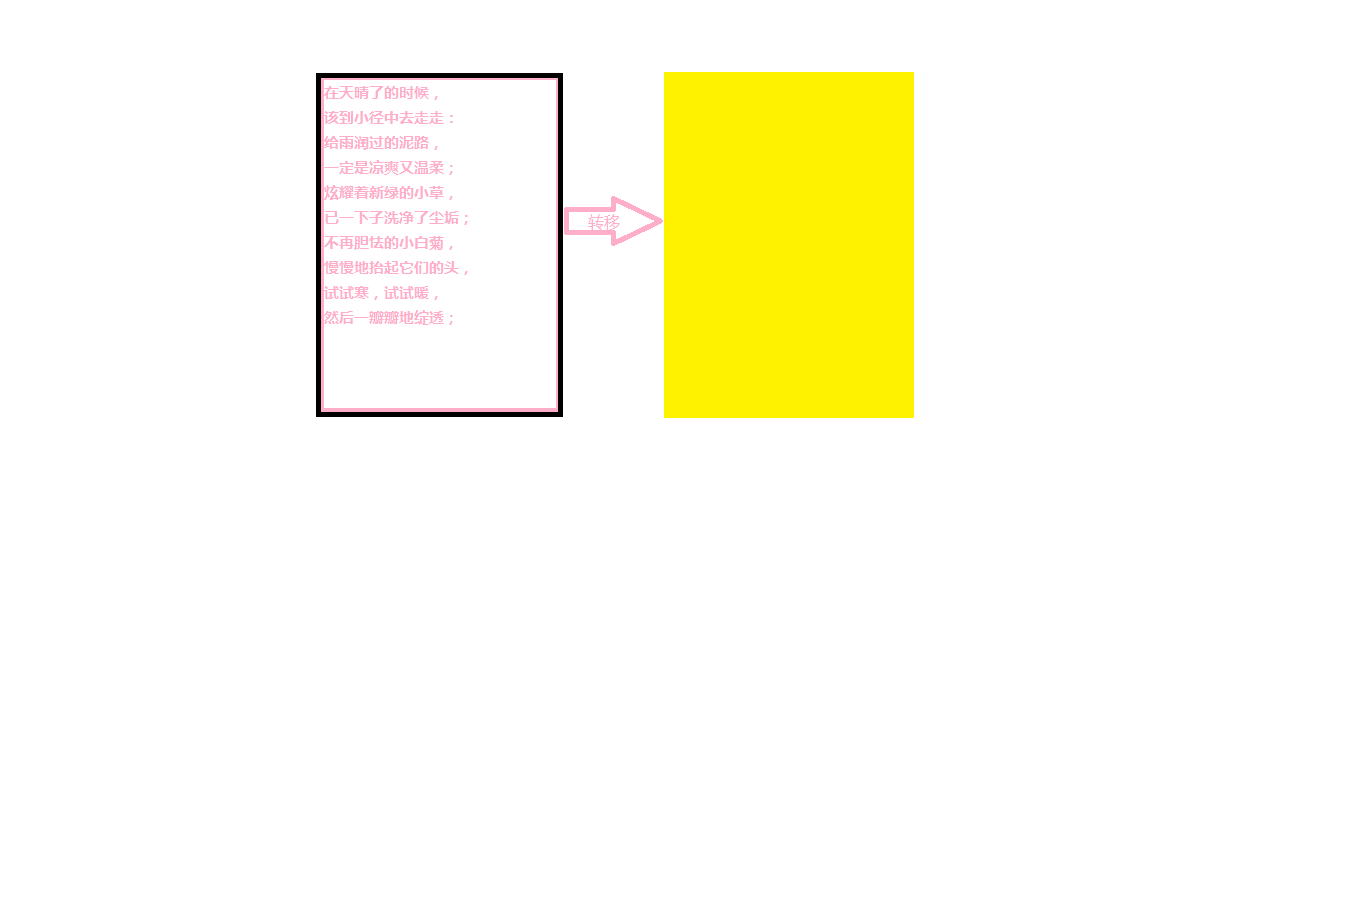 在天晴了的时候，
该到小径中去走走：
给雨润过的泥路，
一定是凉爽又温柔；
炫耀着新绿的小草，
已一下子洗净了尘垢；
不再胆怯的小白菊，
慢慢地抬起它们的头，
试试寒，试试暖，
然后一瓣瓣地绽透；
转移